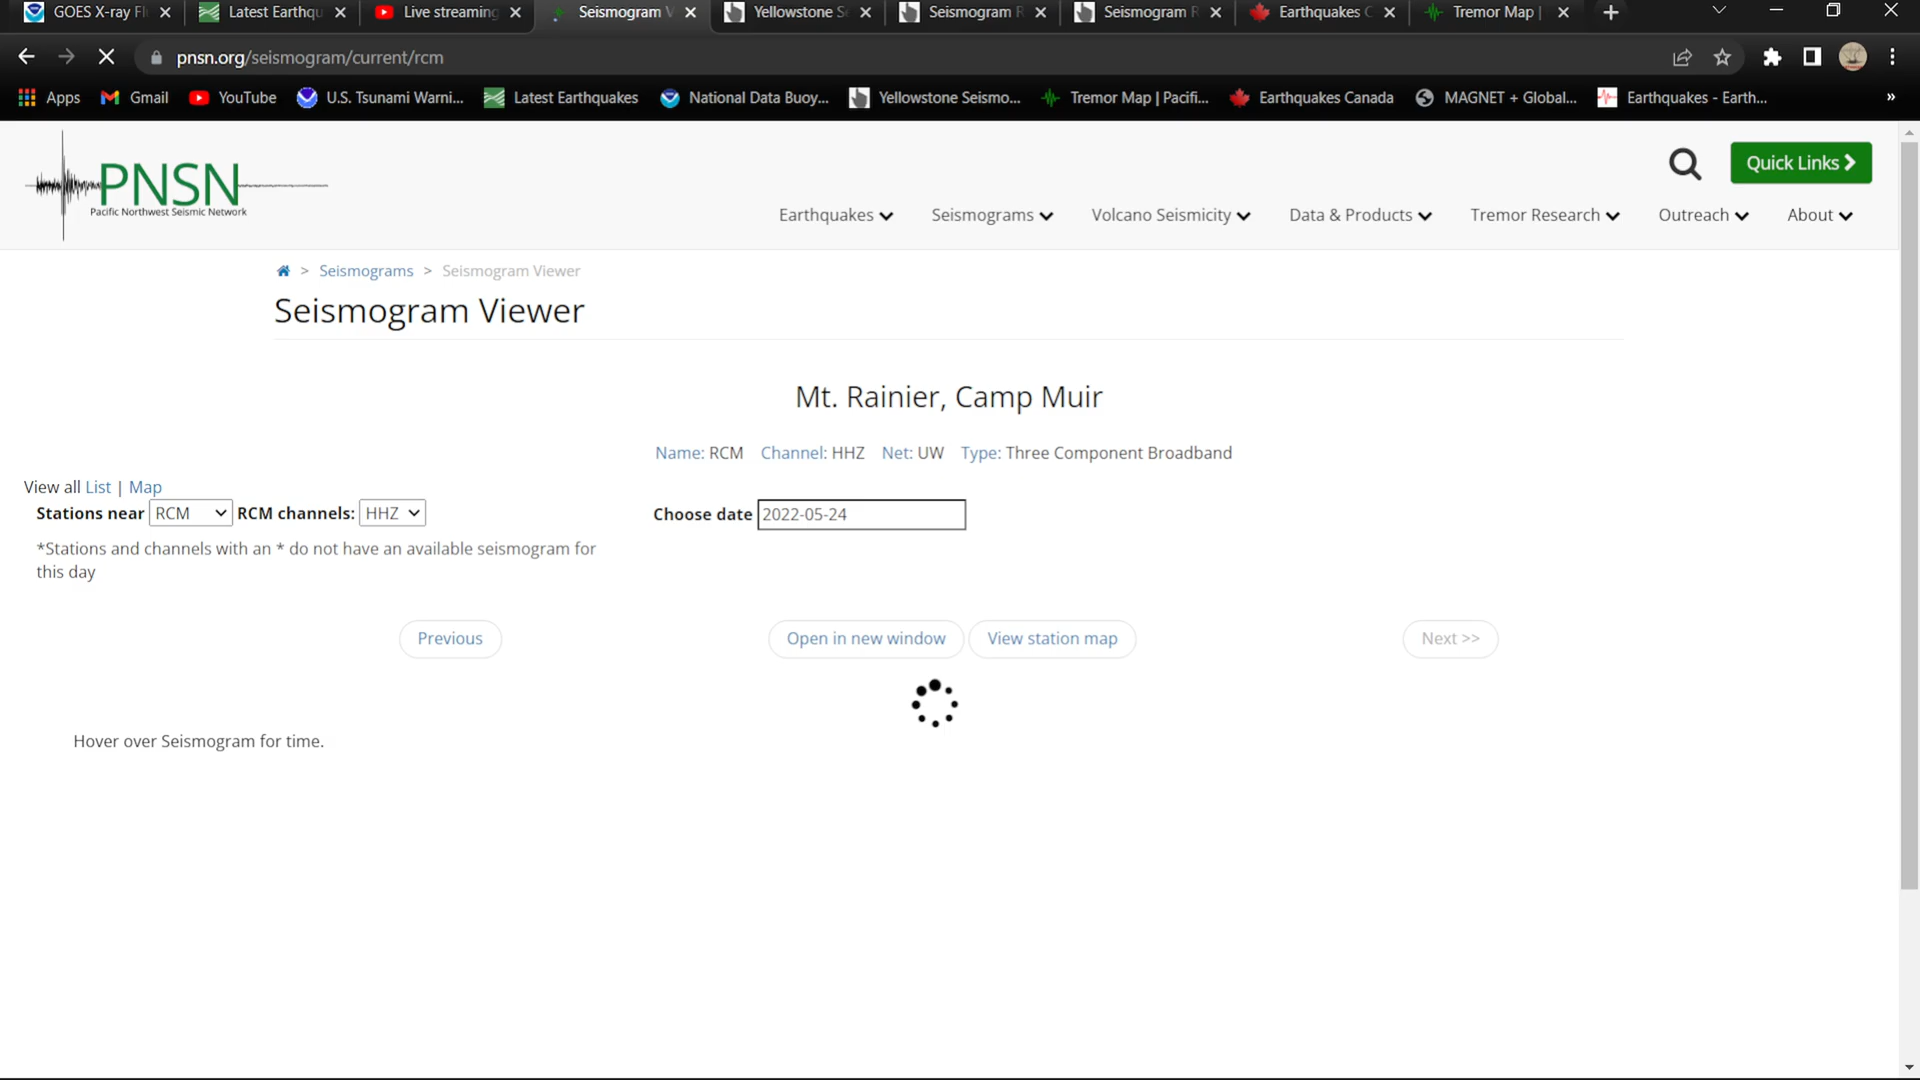 GOES X-ray Fl
Latest Earthqu
Live streaming
Seismogram V
Yellowstone S
Seismogram R
Seismogram R
Earthquakes C
Tremor Map |
pnsn.org/seismogram/current/rcm
Apps
Gmail
YouTube
U.S. Tsunami Warni...
Latest Earthquakes
National Data Buoy...
Yellowstone Seismo...
Tremor Map | Pacifi...
Earthquakes Canada
MAGNET + Global...
Earthquakes - Earth...
»
PNSN
Pacific Northwest Seismic Network
Quick Links
Earthquakes
Seismograms
Volcano Seismicity
Data & Products
Tremor Research
Outreach
About
> Seismograms > Seismogram Viewer
Seismogram Viewer
Mt. Rainier, Camp Muir
Name: RCM Channel: HHZ Net: UW Type: Three Component Broadband
View all List | Map
Stations near RCM RCM channels: HHZ
Choose date 2022-05-24
*Stations and channels with an * do not have an available seismogram for
this day
Previous
Open in new window
View station map
Next >>
Hover over Seismogram for time.